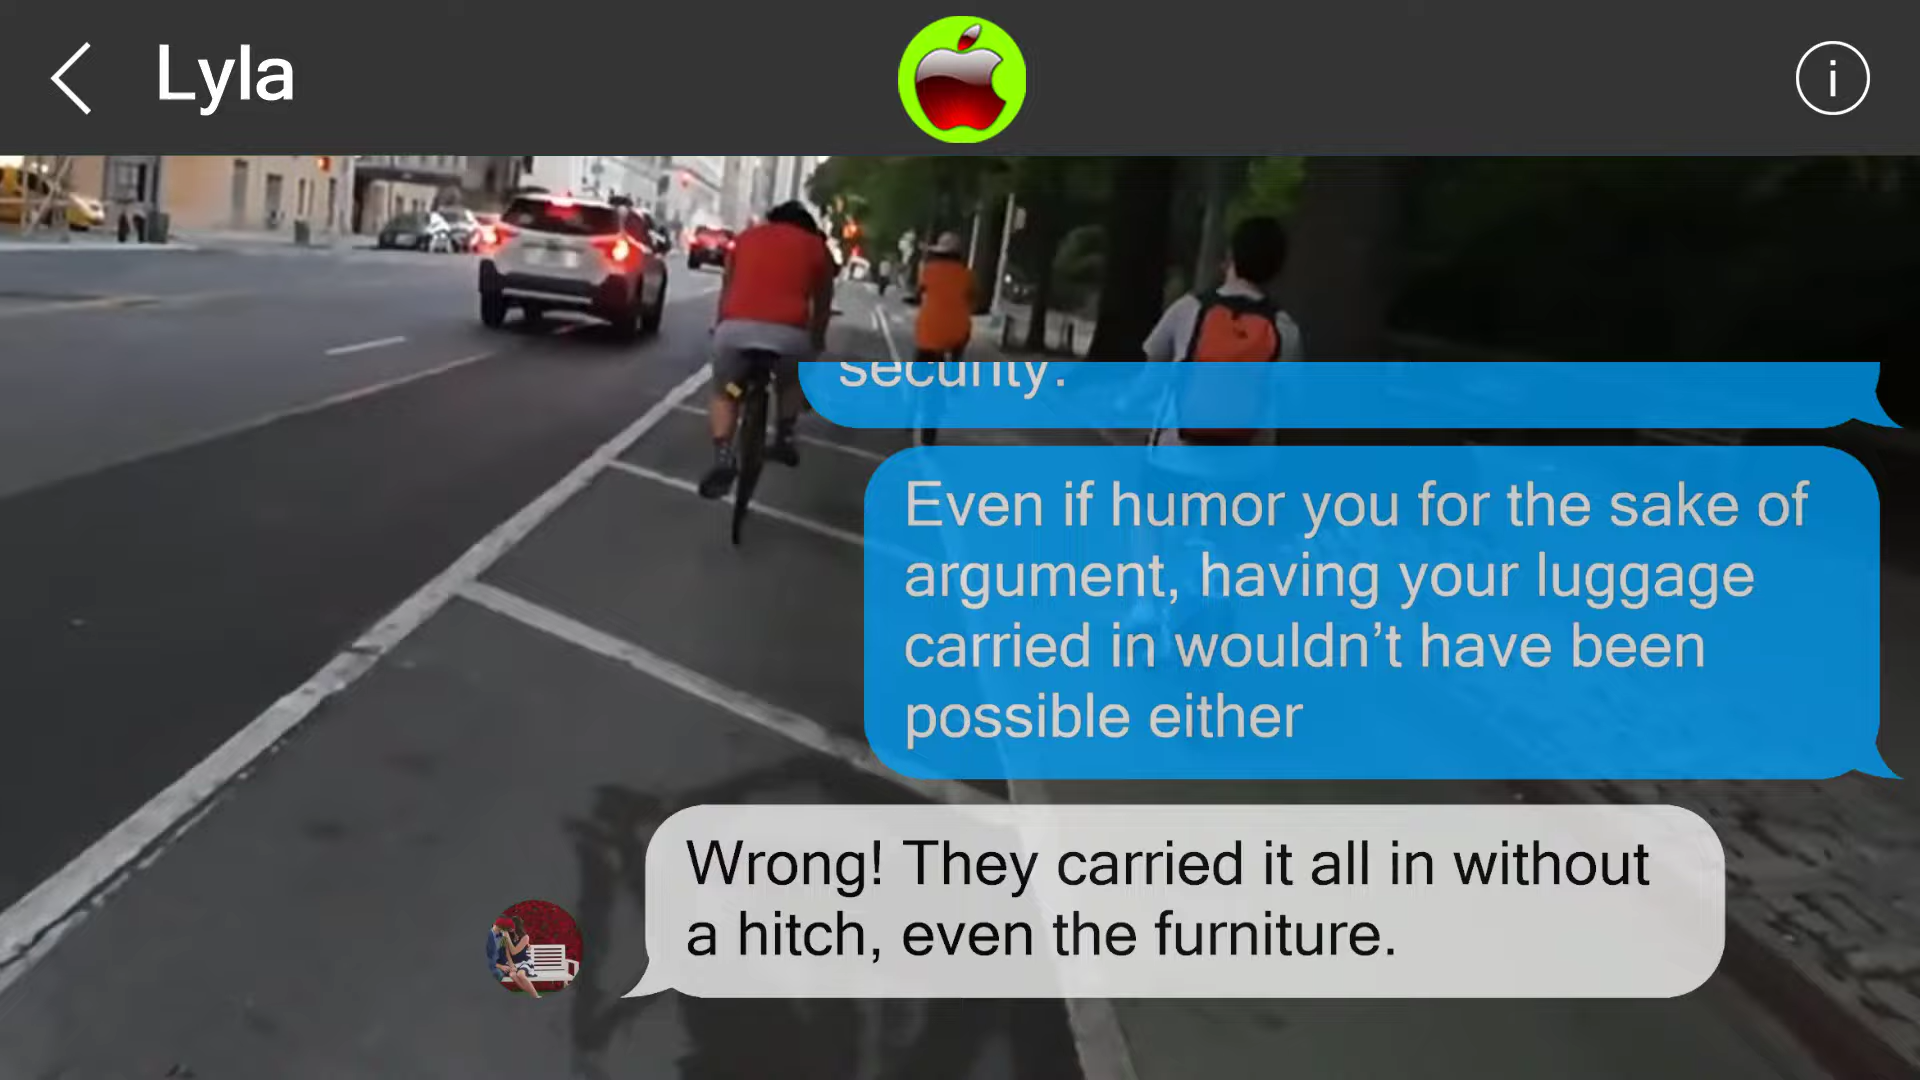 Lyla
security.
Even if humor you for the sake of
argument, having your luggage
carried in wouldn’t have been
possible either
Wrong! They carried it all in without
a hitch, even the furniture.